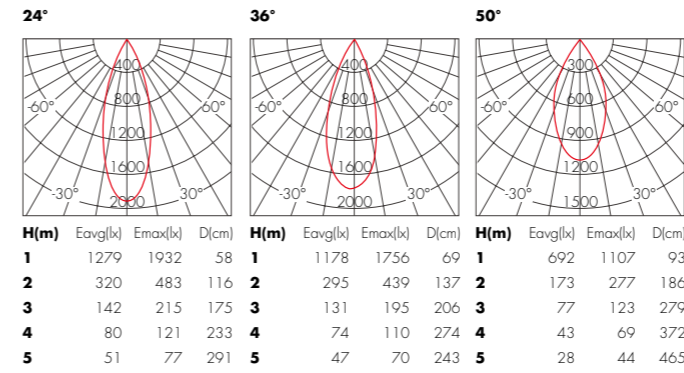 24° 36° 50°
400 400 300
800 800 600
-60° 60° -60° 60° -60° 60°
1200 1200 900
1600 1600 1200
-30° 30° -30° 30° -30° 30°
2000 2000 1500
H(m) Eavg(lx) Emax(lx) D(cm) H(m) Eavg(lx) Emax(lx) D(cm) H(m) Eavg(lx) Emax(lx) D(cm)
1 1279 1932 58 1 1178 1756 69 1 692 1107 93
2 320 483 116 2 295 439 137 2 173 277 186
3 142 215 175 3 131 195 206 3 77 123 279
4 80 121 233 4 74 110 274 4 43 69 372
5 51 77 291 5 47 70 243 5 28 44 465